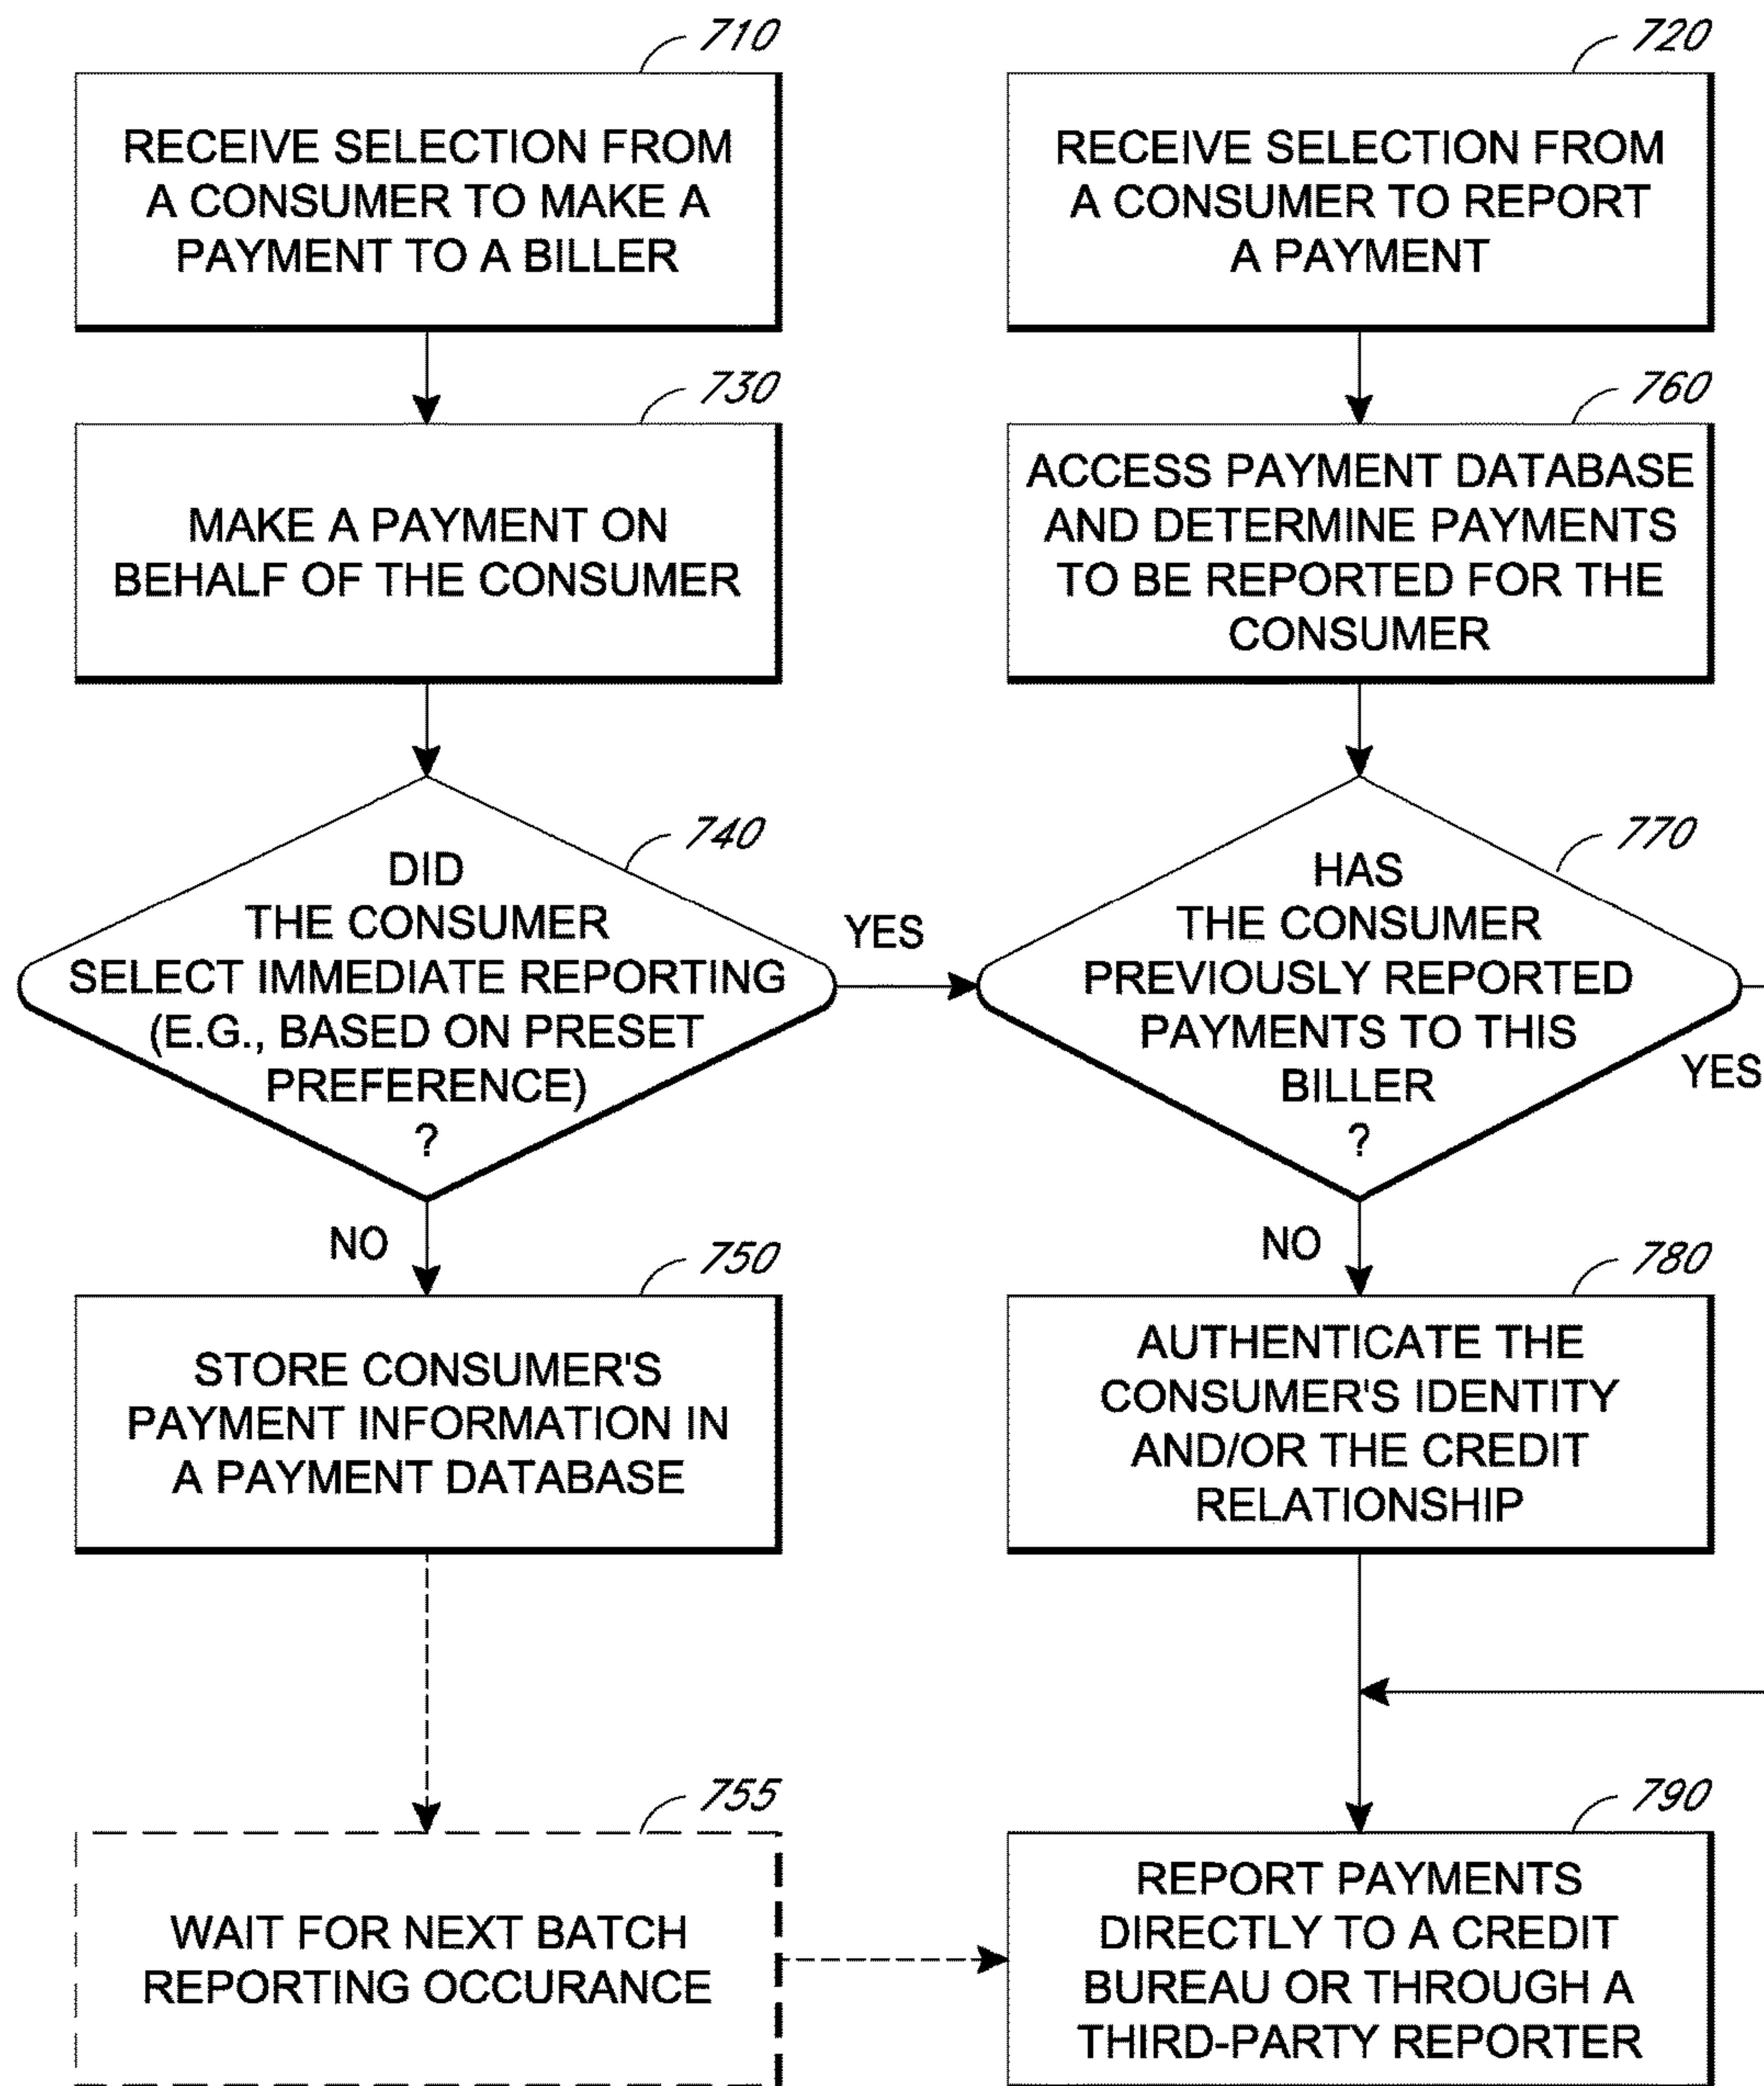 710
RECEIVE SELECTION FROM
A CONSUMER TO MAKE A
PAYMENT TO A BILLER
720
RECEIVE SELECTION FROM
A CONSUMER TO REPORT
A PAYMENT
730
MAKE A PAYMENT ON
BEHALF OF THE CONSUMER
760
ACCESS PAYMENT DATABASE
AND DETERMINE PAYMENTS
TO BE REPORTED FOR THE
CONSUMER
740
DID
THE CONSUMER
SELECT IMMEDIATE REPORTING
(E.G., BASED ON PRESET
PREFERENCE)
?
YES
770
HAS
THE CONSUMER
PREVIOUSLY REPORTED
PAYMENTS TO THIS
BILLER
?
YES
NO
750
STORE CONSUMER'S
PAYMENT INFORMATION IN
A PAYMENT DATABASE
NO
780
AUTHENTICATE THE
CONSUMER'S IDENTITY
AND/OR THE CREDIT
RELATIONSHIP
755
WAIT FOR NEXT BATCH
REPORTING OCCURANCE
790
REPORT PAYMENTS
DIRECTLY TO A CREDIT
BUREAU OR THROUGH A
THIRD-PARTY REPORTER